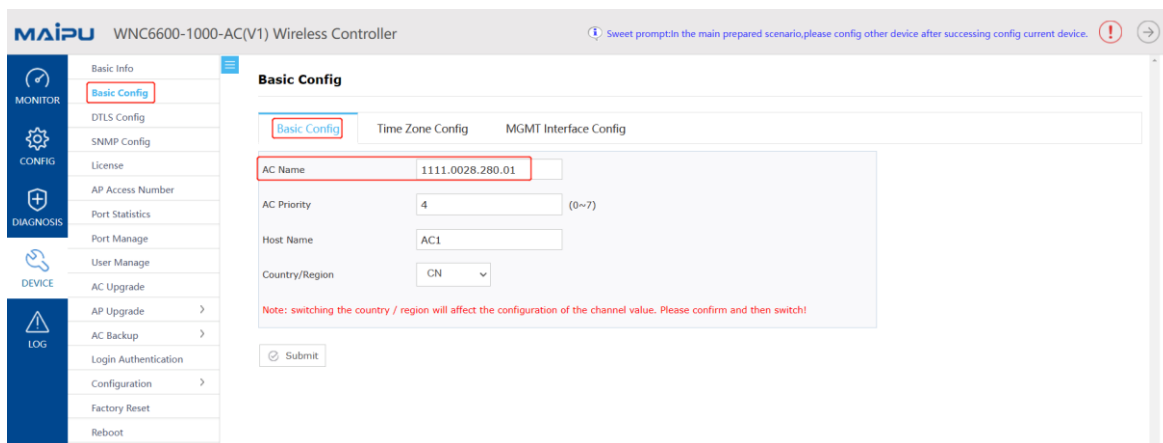 MAIPU WNC6600-1000-AC(V1) Wireless Controller
Sweet prompt:In the main prepared scenario,please config other device after successing config current device.
MONITOR
CONFIG
DIAGNOSIS
DEVICE
LOG
Basic Info
Basic Config
DTLS Config
SNMP Config
License
AP Access Number
Port Statistics
Port Manage
User Manage
AC Upgrade
AP Upgrade
AC Backup
Login Authentication
Configuration
Factory Reset
Reboot
Basic Config
Basic Config Time Zone Config MGMT Interface Config
AC Name 1111.0028.280.01
AC Priority 4 (0~7)
Host Name AC1
Country/Region CN
Note: switching the country / region will affect the configuration of the channel value. Please confirm and then switch!
Submit